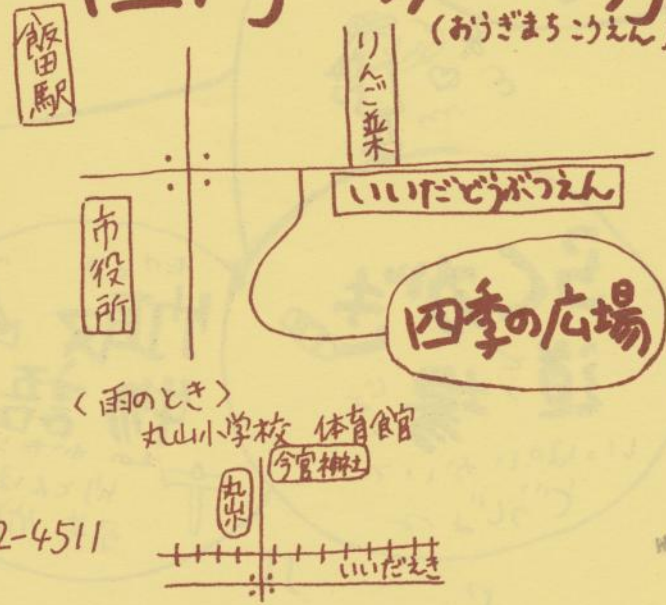 (おうぎまちこうえん)
飯田駅
りんご並木
いいだどうぶつえん
市役所
四季の広場
〈雨のとき〉
丸山小学校 体育館
今宮神社
丸山小
2-4511
いいだえき